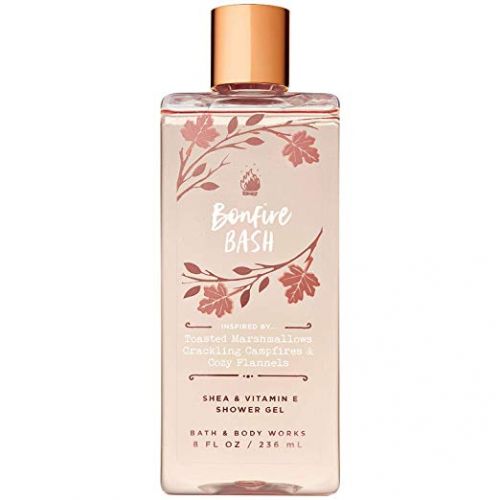 Bonfire
BASH
INSPIRED BY...
Toasted Marshmallows
Crackling Campfires &
Cozy Flannels
SHEA & VITAMIN E
SHOWER GEL
BATH & BODY WORKS
8 FL OZ / 236 mL